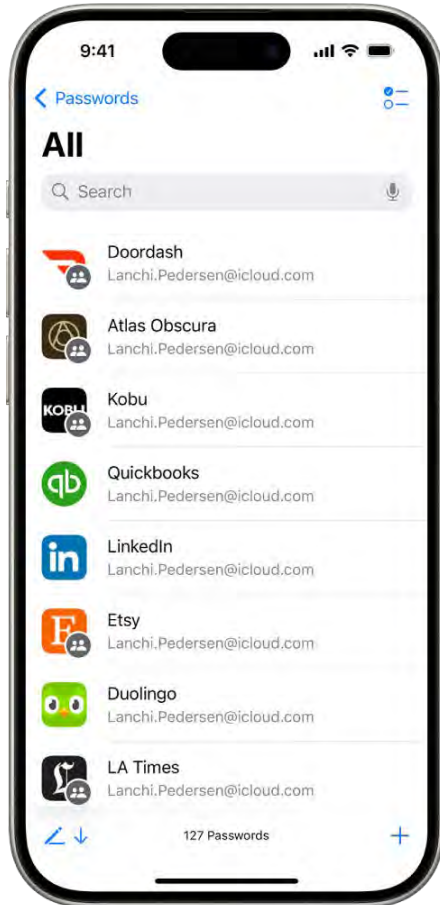 9:41
Passwords
All
Search
Doordash
Lanchi.Pedersen@icloud.com
Atlas Obscura
Lanchi.Pedersen@icloud.com
KOBU
Kobu
Lanchi.Pedersen@icloud.com
qb
Quickbooks
Lanchi.Pedersen@icloud.com
in
LinkedIn
Lanchi.Pedersen@icloud.com
E
Etsy
Lanchi.Pedersen@icloud.com
Duolingo
Lanchi.Pedersen@icloud.com
LA Times
Lanchi.Pedersen@icloud.com
127 Passwords